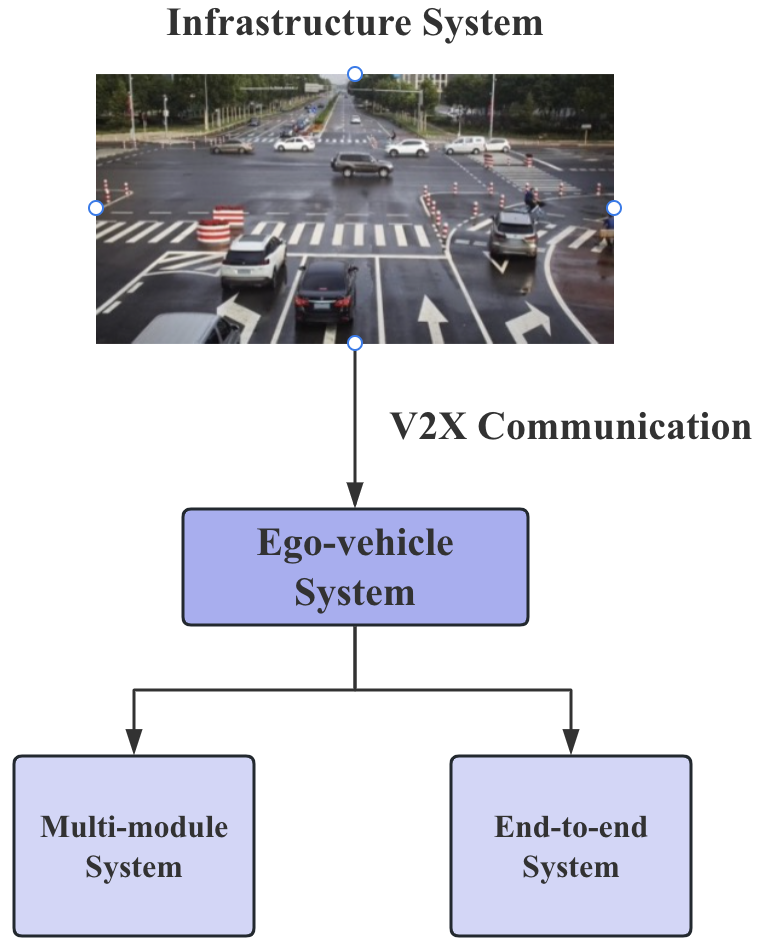 Infrastructure System
V2X Communication
Ego-vehicle
System
Multi-module
System
End-to-end
System